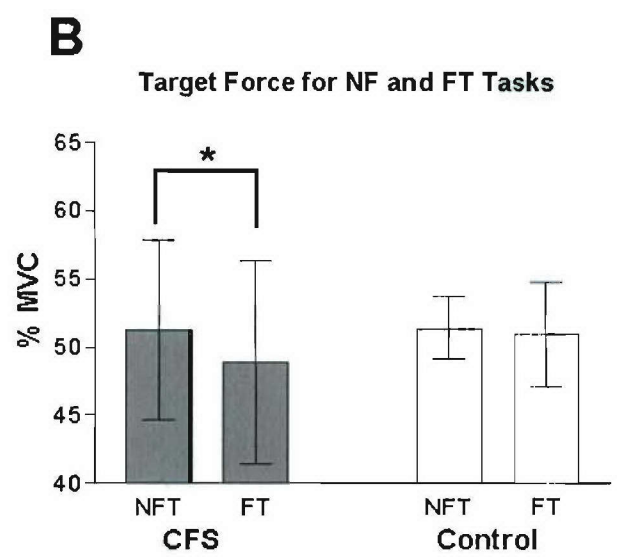 B
Target Force for NF and FT Tasks
*
65
60
55
50
45
40
% MVC
NFT FT NFT FT
CFS Control